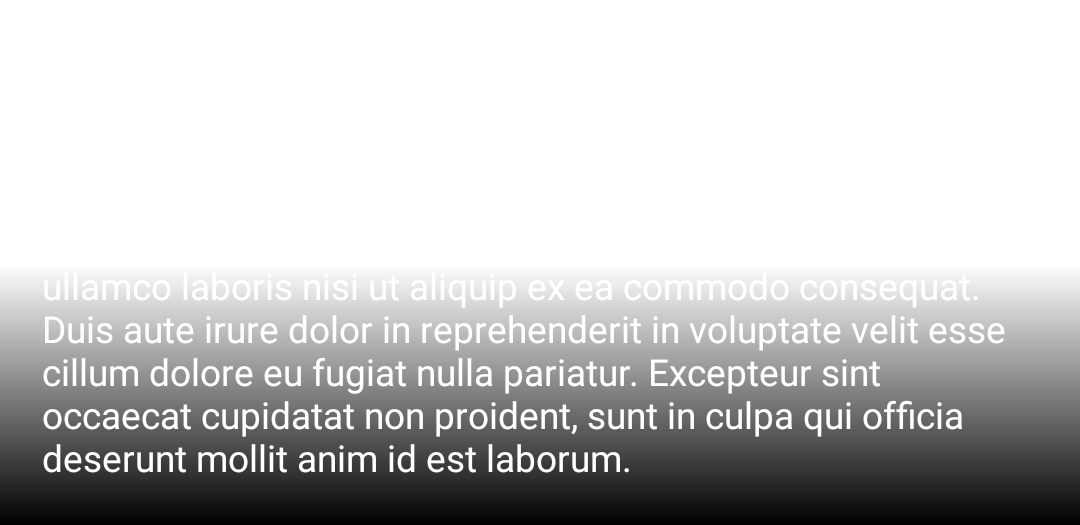 ullamco laboris nisi ut aliquip ex ea commodo consequat.
Duis aute irure dolor in reprehenderit in voluptate velit esse
cillum dolore eu fugiat nulla pariatur. Excepteur sint
occaecat cupidatat non proident, sunt in culpa qui officia
deserunt mollit anim id est laborum.